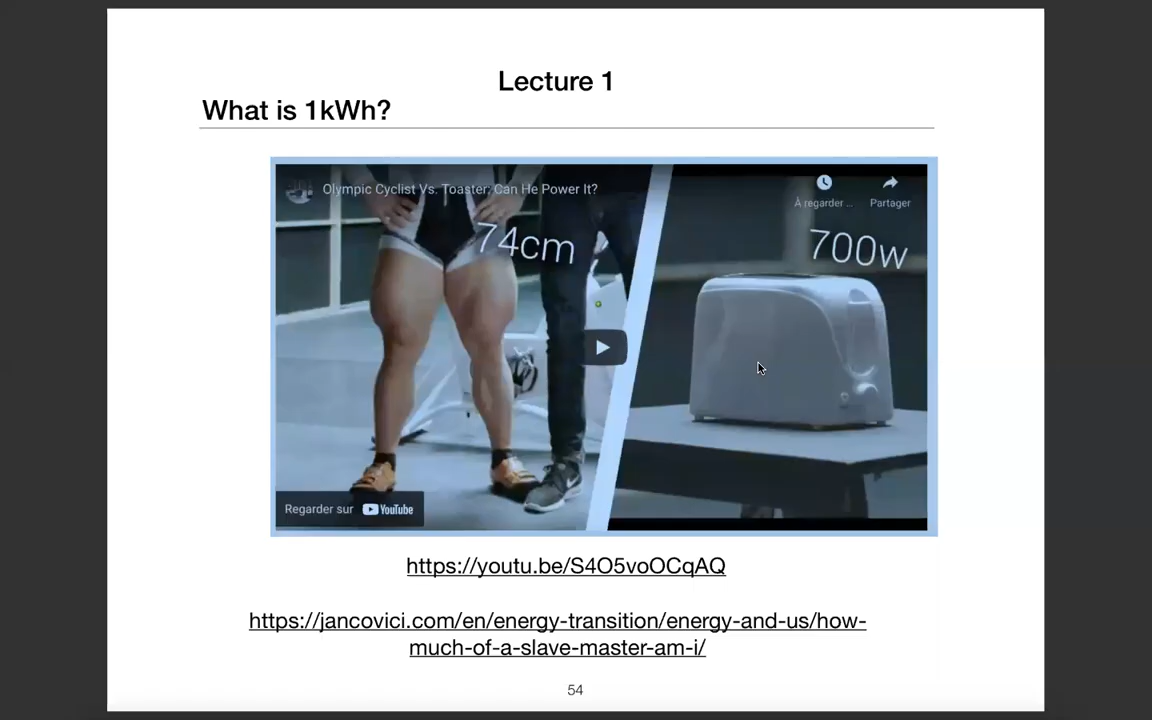 Lecture 1
What is 1kWh?
Olympic Cyclist Vs. Toaster: Can He Power It?
À regarder ...
Partager
74cm
700w
Regarder sur YouTube
https://youtu.be/S4O5voOCqAQ
https://jancovici.com/en/energy-transition/energy-and-us/how-
much-of-a-slave-master-am-i/
54